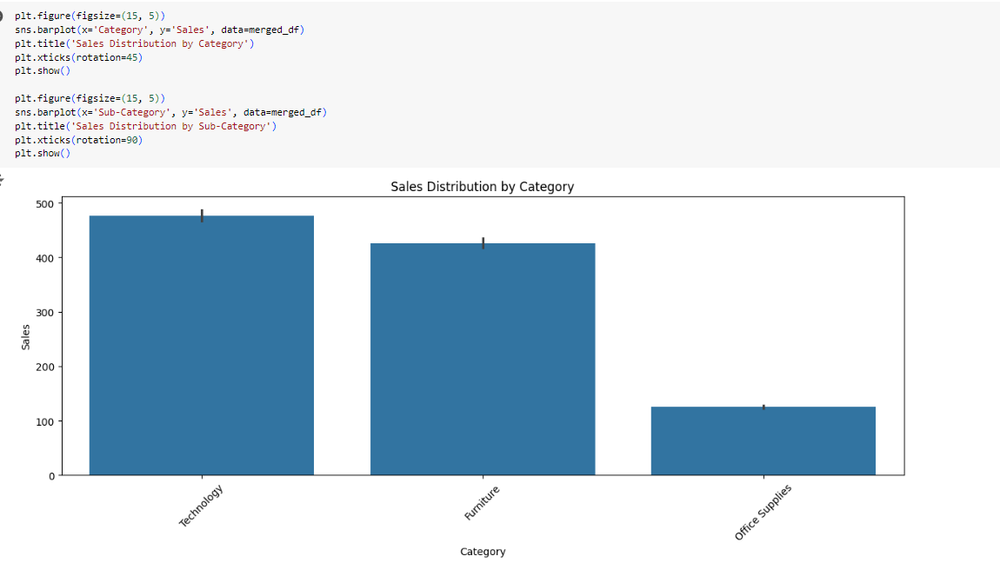 plt.figure(figsize=(15, 5))
sns.barplot(x='Category', y='Sales', data=merged_df)
plt.title('Sales Distribution by Category')
plt.xticks(rotation=45)
plt.show()

plt.figure(figsize=(15, 5))
sns.barplot(x='Sub-Category', y='Sales', data=merged_df)
plt.title('Sales Distribution by Sub-Category')
plt.xticks(rotation=90)
plt.show()

Sales Distribution by Category
500
400
300
200
100
0
Sales
Technology
Furniture
Office Supplies
Category